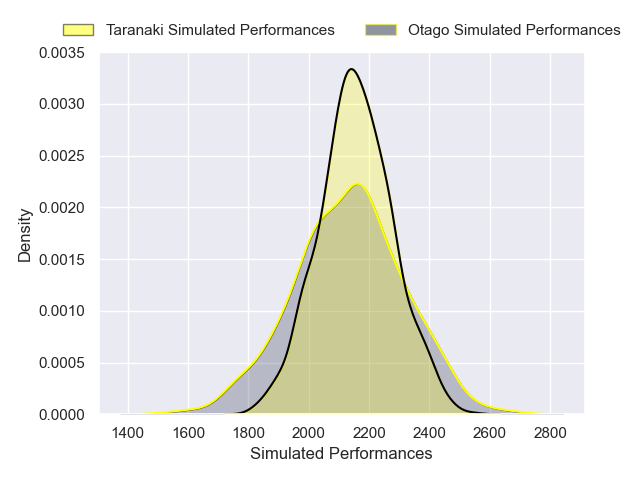 Taranaki Simulated Performances Otago Simulated Performances
0.0035
0.0030
0.0025
0.0020
0.0015
0.0010
0.0005
0.0000
Density
1400 1600 1800 2000 2200 2400 2600 2800
Simulated Performances